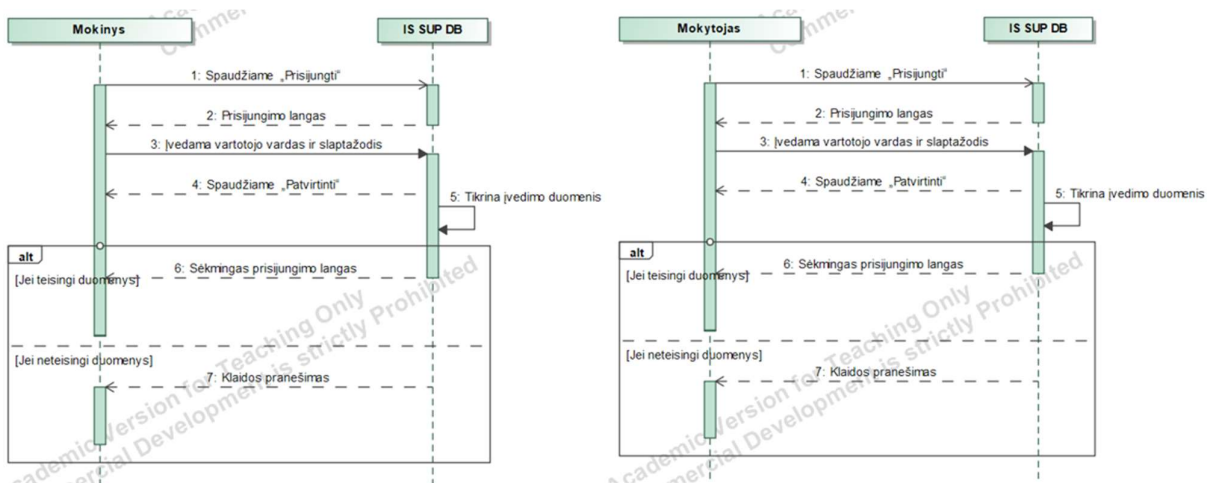 Mokinys
IS SUP DB
1: Spaudžiame „Prisijungti“
2: Prisijungimo langas
3: Įvedama vartotojo vardas ir slaptažodis
4: Spaudžiame „Patvirtinti“
5: Tikrina įvedimo duomenis
alt
6: Sėkmingas prisijungimo langas
[Jei teisingi duomenys]
[Jei neteisingi duomenys]
7: Klaidos pranešimas
Academic Version for Teaching Only
Commercial Development is strictly Prohibited
Mokytojas
IS SUP DB
1: Spaudžiame „Prisijungti“
2: Prisijungimo langas
3: Įvedama vartotojo vardas ir slaptažodis
4: Spaudžiame „Patvirtinti“
5: Tikrina įvedimo duomenis
alt
6: Sėkmingas prisijungimo langas
[Jei teisingi duomenys]
[Jei neteisingi duomenys]
7: Klaidos pranešimas
Academic Version for Teaching Only
Commercial Development is strictly Prohibited